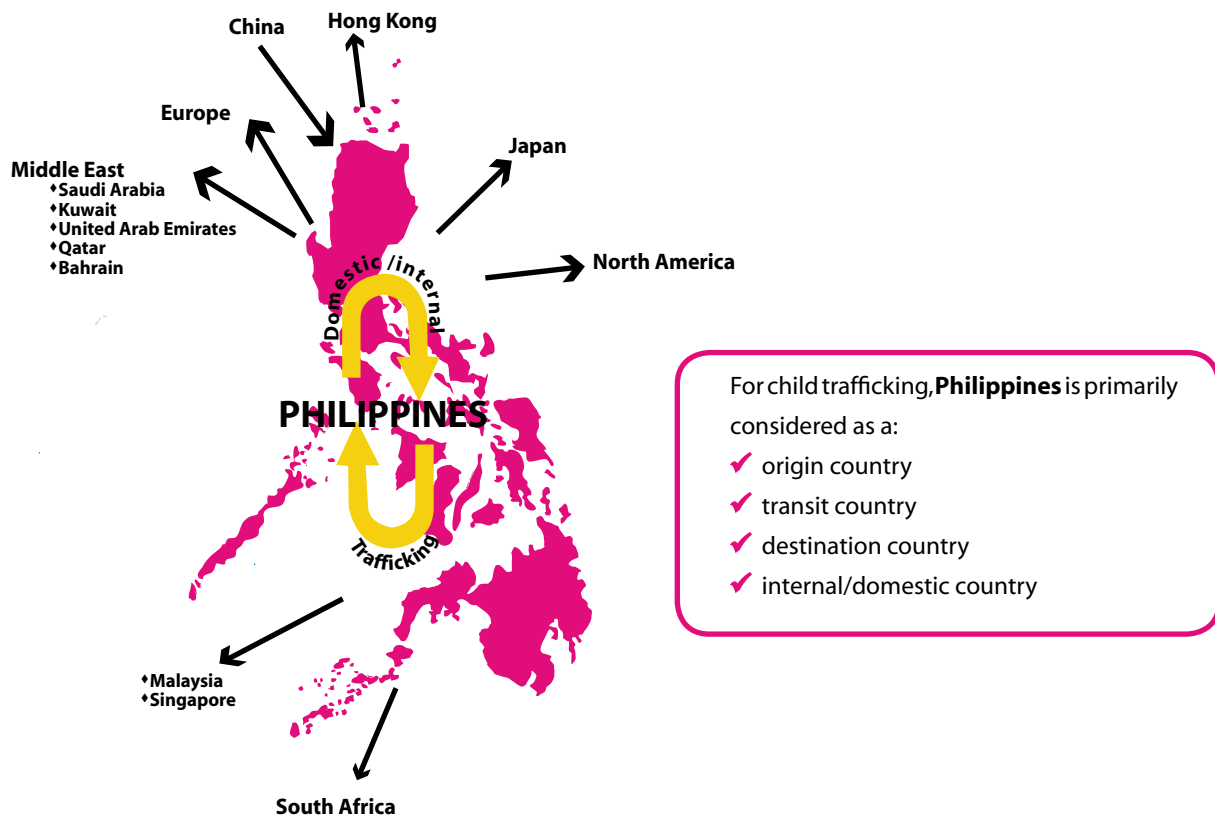 China
Hong Kong
Europe
Japan
Middle East
♦Saudi Arabia
♦Kuwait
♦United Arab Emirates
♦Qatar
♦Bahrain
North America
Domestic /internal
PHILIPPINES
Trafficking
♦Malaysia
♦Singapore
South Africa
For child trafficking,Philippines is primarily
considered as a:
✓ origin country
✓ transit country
✓ destination country
✓ internal/domestic country